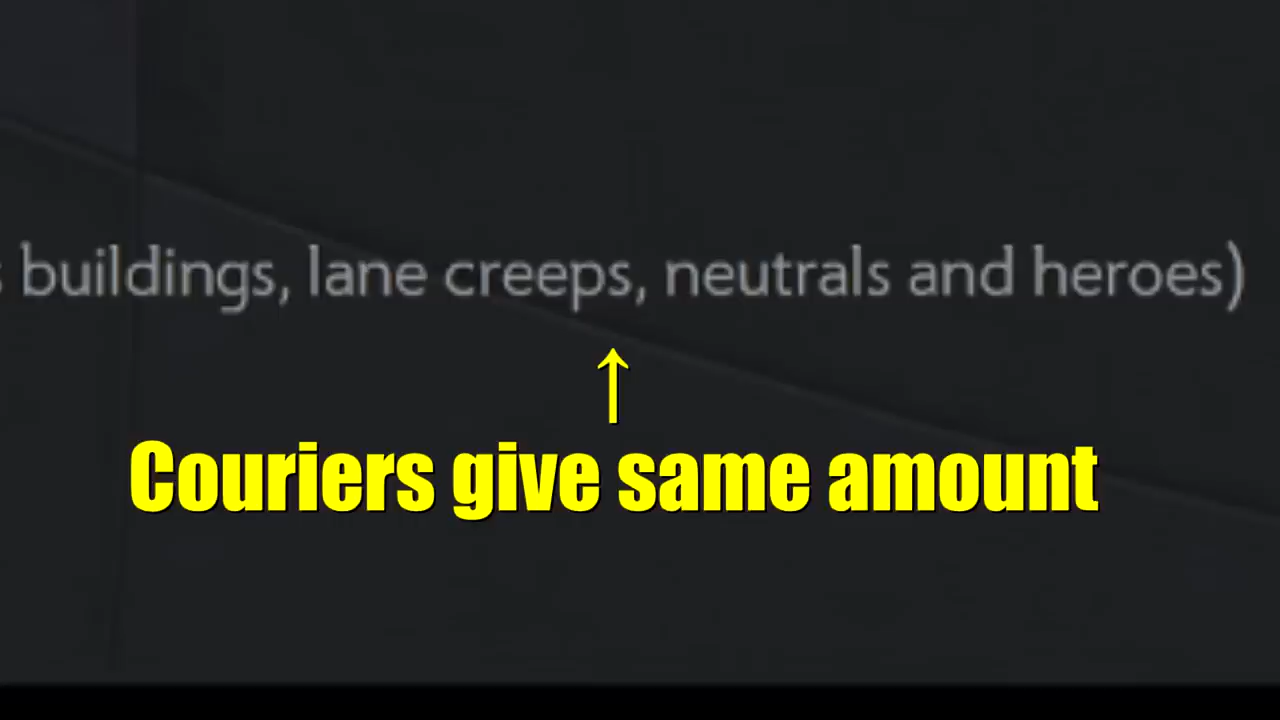 buildings, lane creeps, neutrals and heroes)
↑
Couriers give same amount